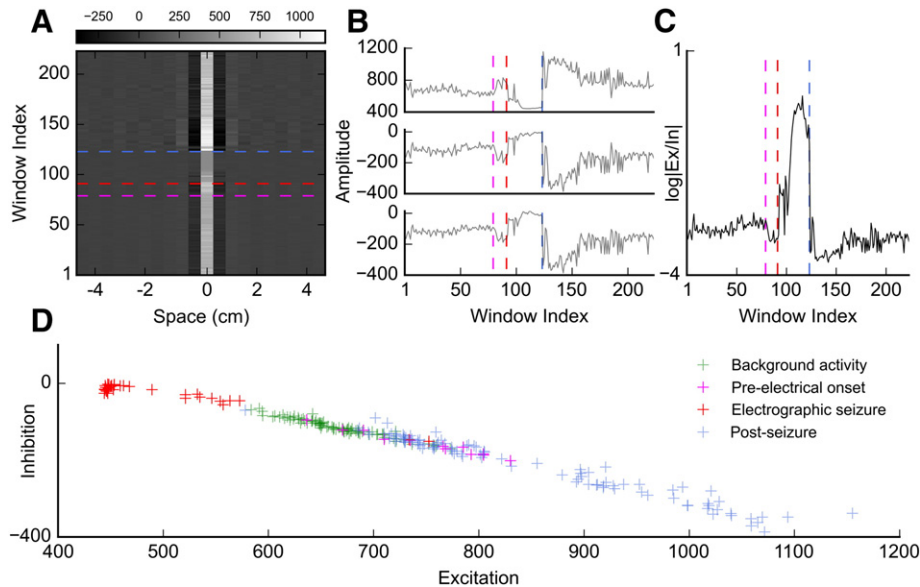 A
−250 0 250 500 750 1000
Window Index
200
150
100
50
1
-4 -2 0 2 4
Space (cm)
B
Amplitude
1200
800
400
0
−200
−400
0
−200
−400
1 50 100 150 200
Window Index
C
log|Ex/In|
−1
−4
1 50 100 150 200
Window Index
D
Inhibition
0
−400
400 500 600 700 800 900 1000 1100 1200
Excitation
Background activity
Pre-electrical onset
Electrographic seizure
Post-seizure